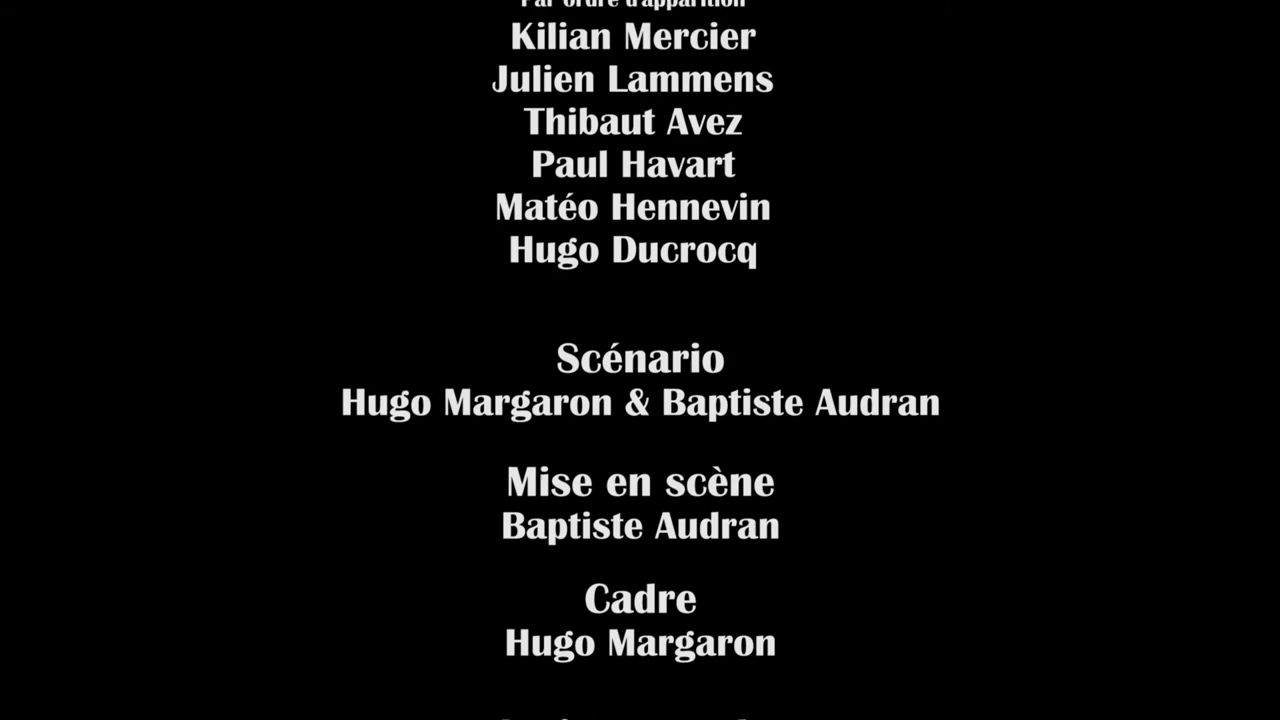 Par ordre d'apparition
Kilian Mercier
Julien Lammens
Thibaut Avez
Paul Havart
Matéo Hennevin
Hugo Ducrocq
Scénario
Hugo Margaron & Baptiste Audran
Mise en scène
Baptiste Audran
Cadre
Hugo Margaron